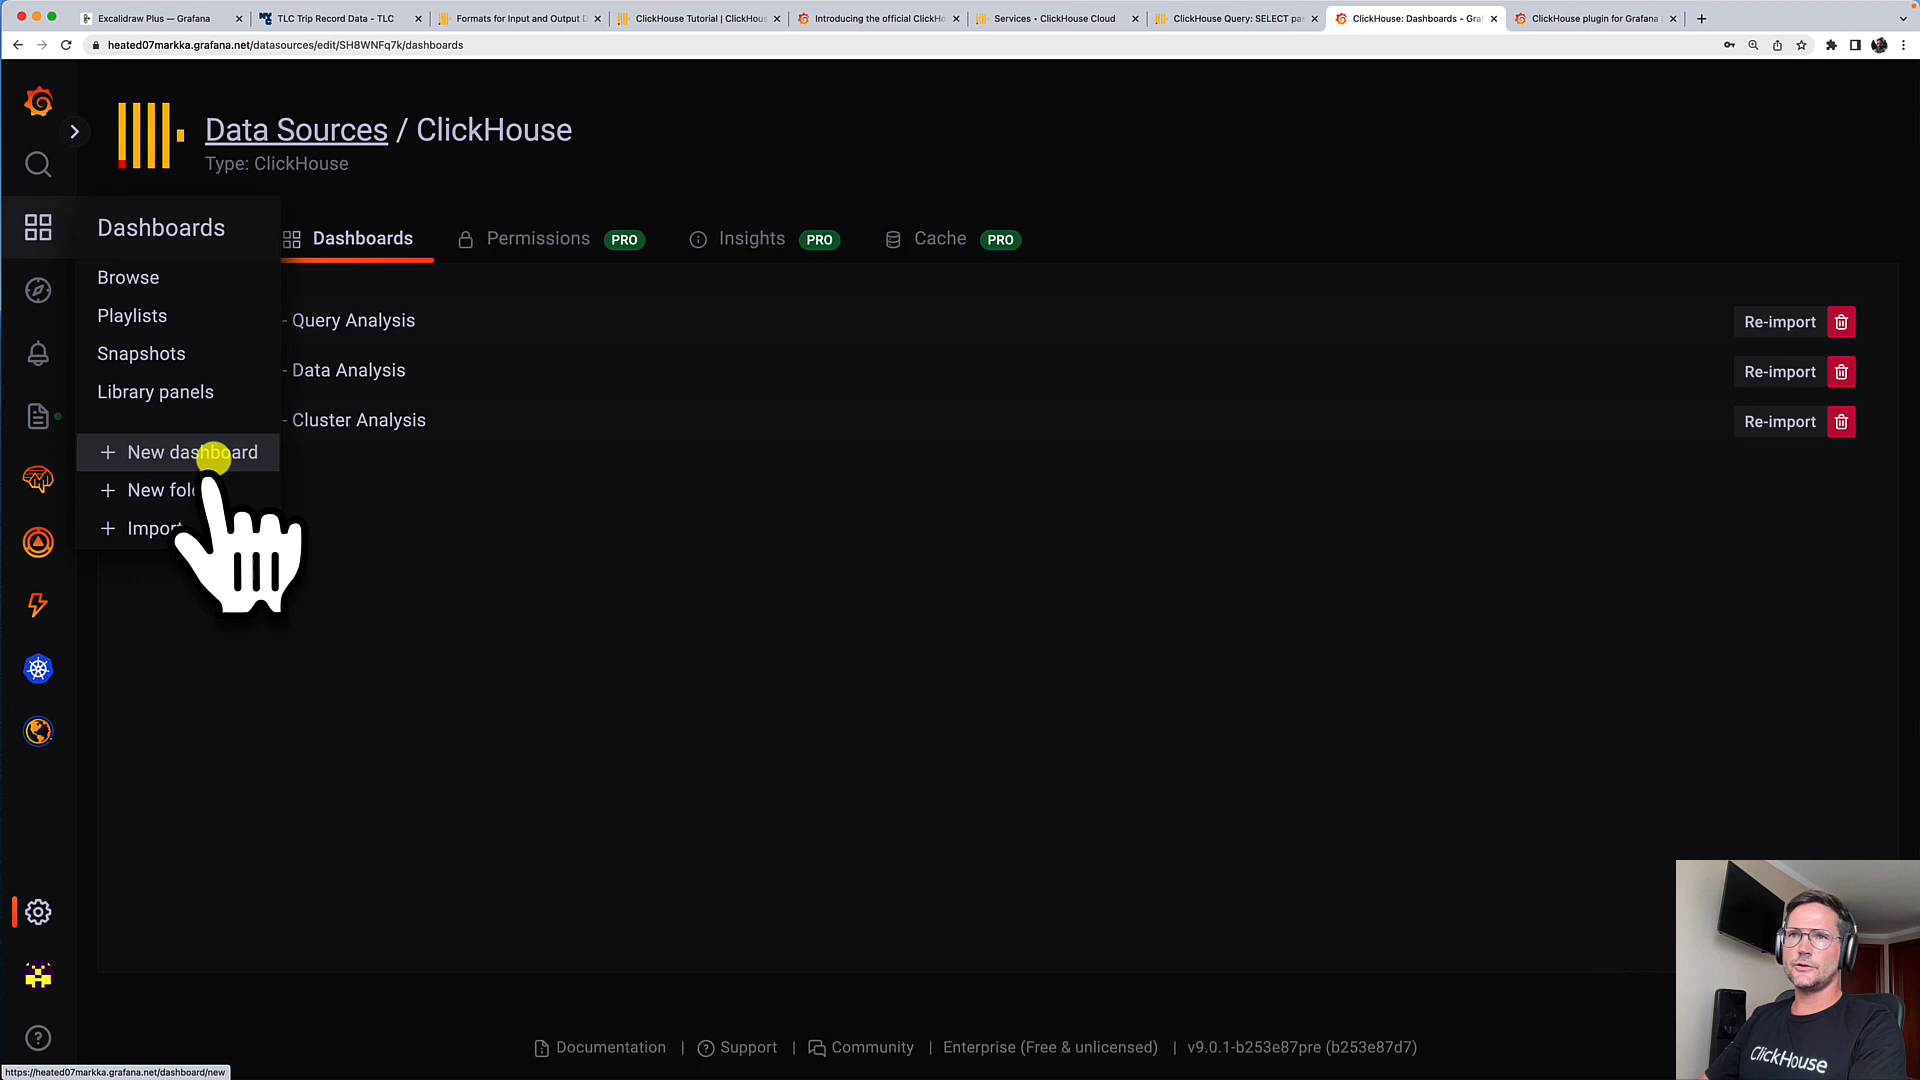 Excalidraw Plus — Grafana
TLC Trip Record Data - TLC
Formats for Input and Output D
ClickHouse Tutorial | ClickHous
Introducing the official ClickHo
Services • ClickHouse Cloud
ClickHouse Query: SELECT pa
ClickHouse: Dashboards - Graf
ClickHouse plugin for Grafana |
heated07markka.grafana.net/datasources/edit/SH8WNFq7k/dashboards
Data Sources / ClickHouse
Type: ClickHouse
Dashboards
Browse
Playlists
Snapshots
Library panels
New dashboard
New fol
Import
Dashboards
Permissions PRO
Insights PRO
Cache PRO
- Query Analysis
Re-import
- Data Analysis
Re-import
- Cluster Analysis
Re-import
ClickHouse
Documentation | Support | Community | Enterprise (Free & unlicensed) | v9.0.1-b253e87pre (b253e87d7)
https://heated07markka.grafana.net/dashboard/new